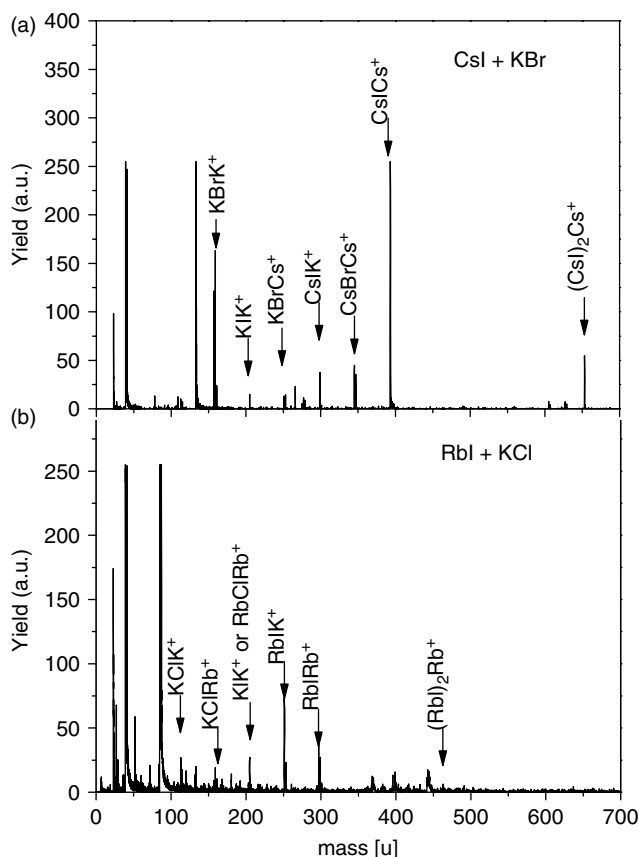 (a)
CsI + KBr
Yield (a.u.)
400
350
300
250
200
150
100
50
0
KBrK⁺
KIK⁺
KBrCs⁺
CsIK⁺
CsBrCs⁺
CsICs⁺
(CsI)₂Cs⁺
(b)
RbI + KCl
Yield (a.u.)
250
200
150
100
50
0
KClK⁺
KClRb⁺
KIK⁺ or RbClRb⁺
RbIK⁺
RbIRb⁺
(RbI)₂Rb⁺
0 100 200 300 400 500 600 700
mass [u]